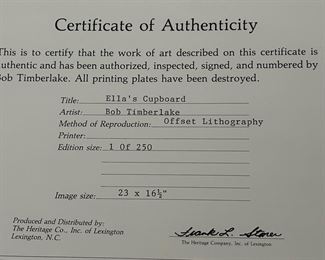 Certificate of Authenticity
This is to certify that the work of art described on this certificate is
authentic and has been authorized, inspected, signed, and numbered by
Bob Timberlake. All printing plates have been destroyed.
Title: Ella's Cupboard
Artist: Bob Timberlake
Method of Reproduction: Offset Lithography
Printer:
Edition size: 1 Of 250
Image size: 23 x 16½"
Produced and Distributed by:
The Heritage Co., Inc. of Lexington
Lexington, N.C.
The Heritage Company, Inc. of Lexington